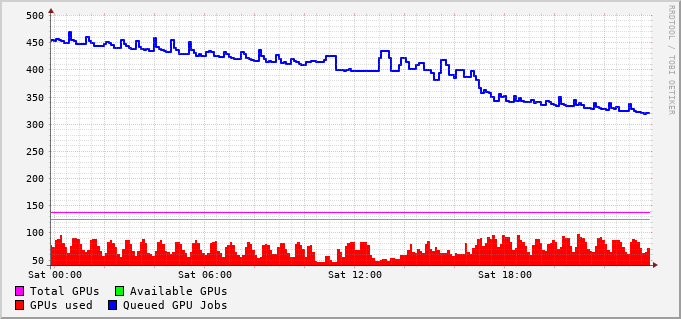 500
450
400
350
300
250
200
150
100
50
Sat 00:00 Sat 06:00 Sat 12:00 Sat 18:00
Total GPUs Available GPUs
GPUs used Queued GPU Jobs
RRDTOOL / TOBI OETIKER